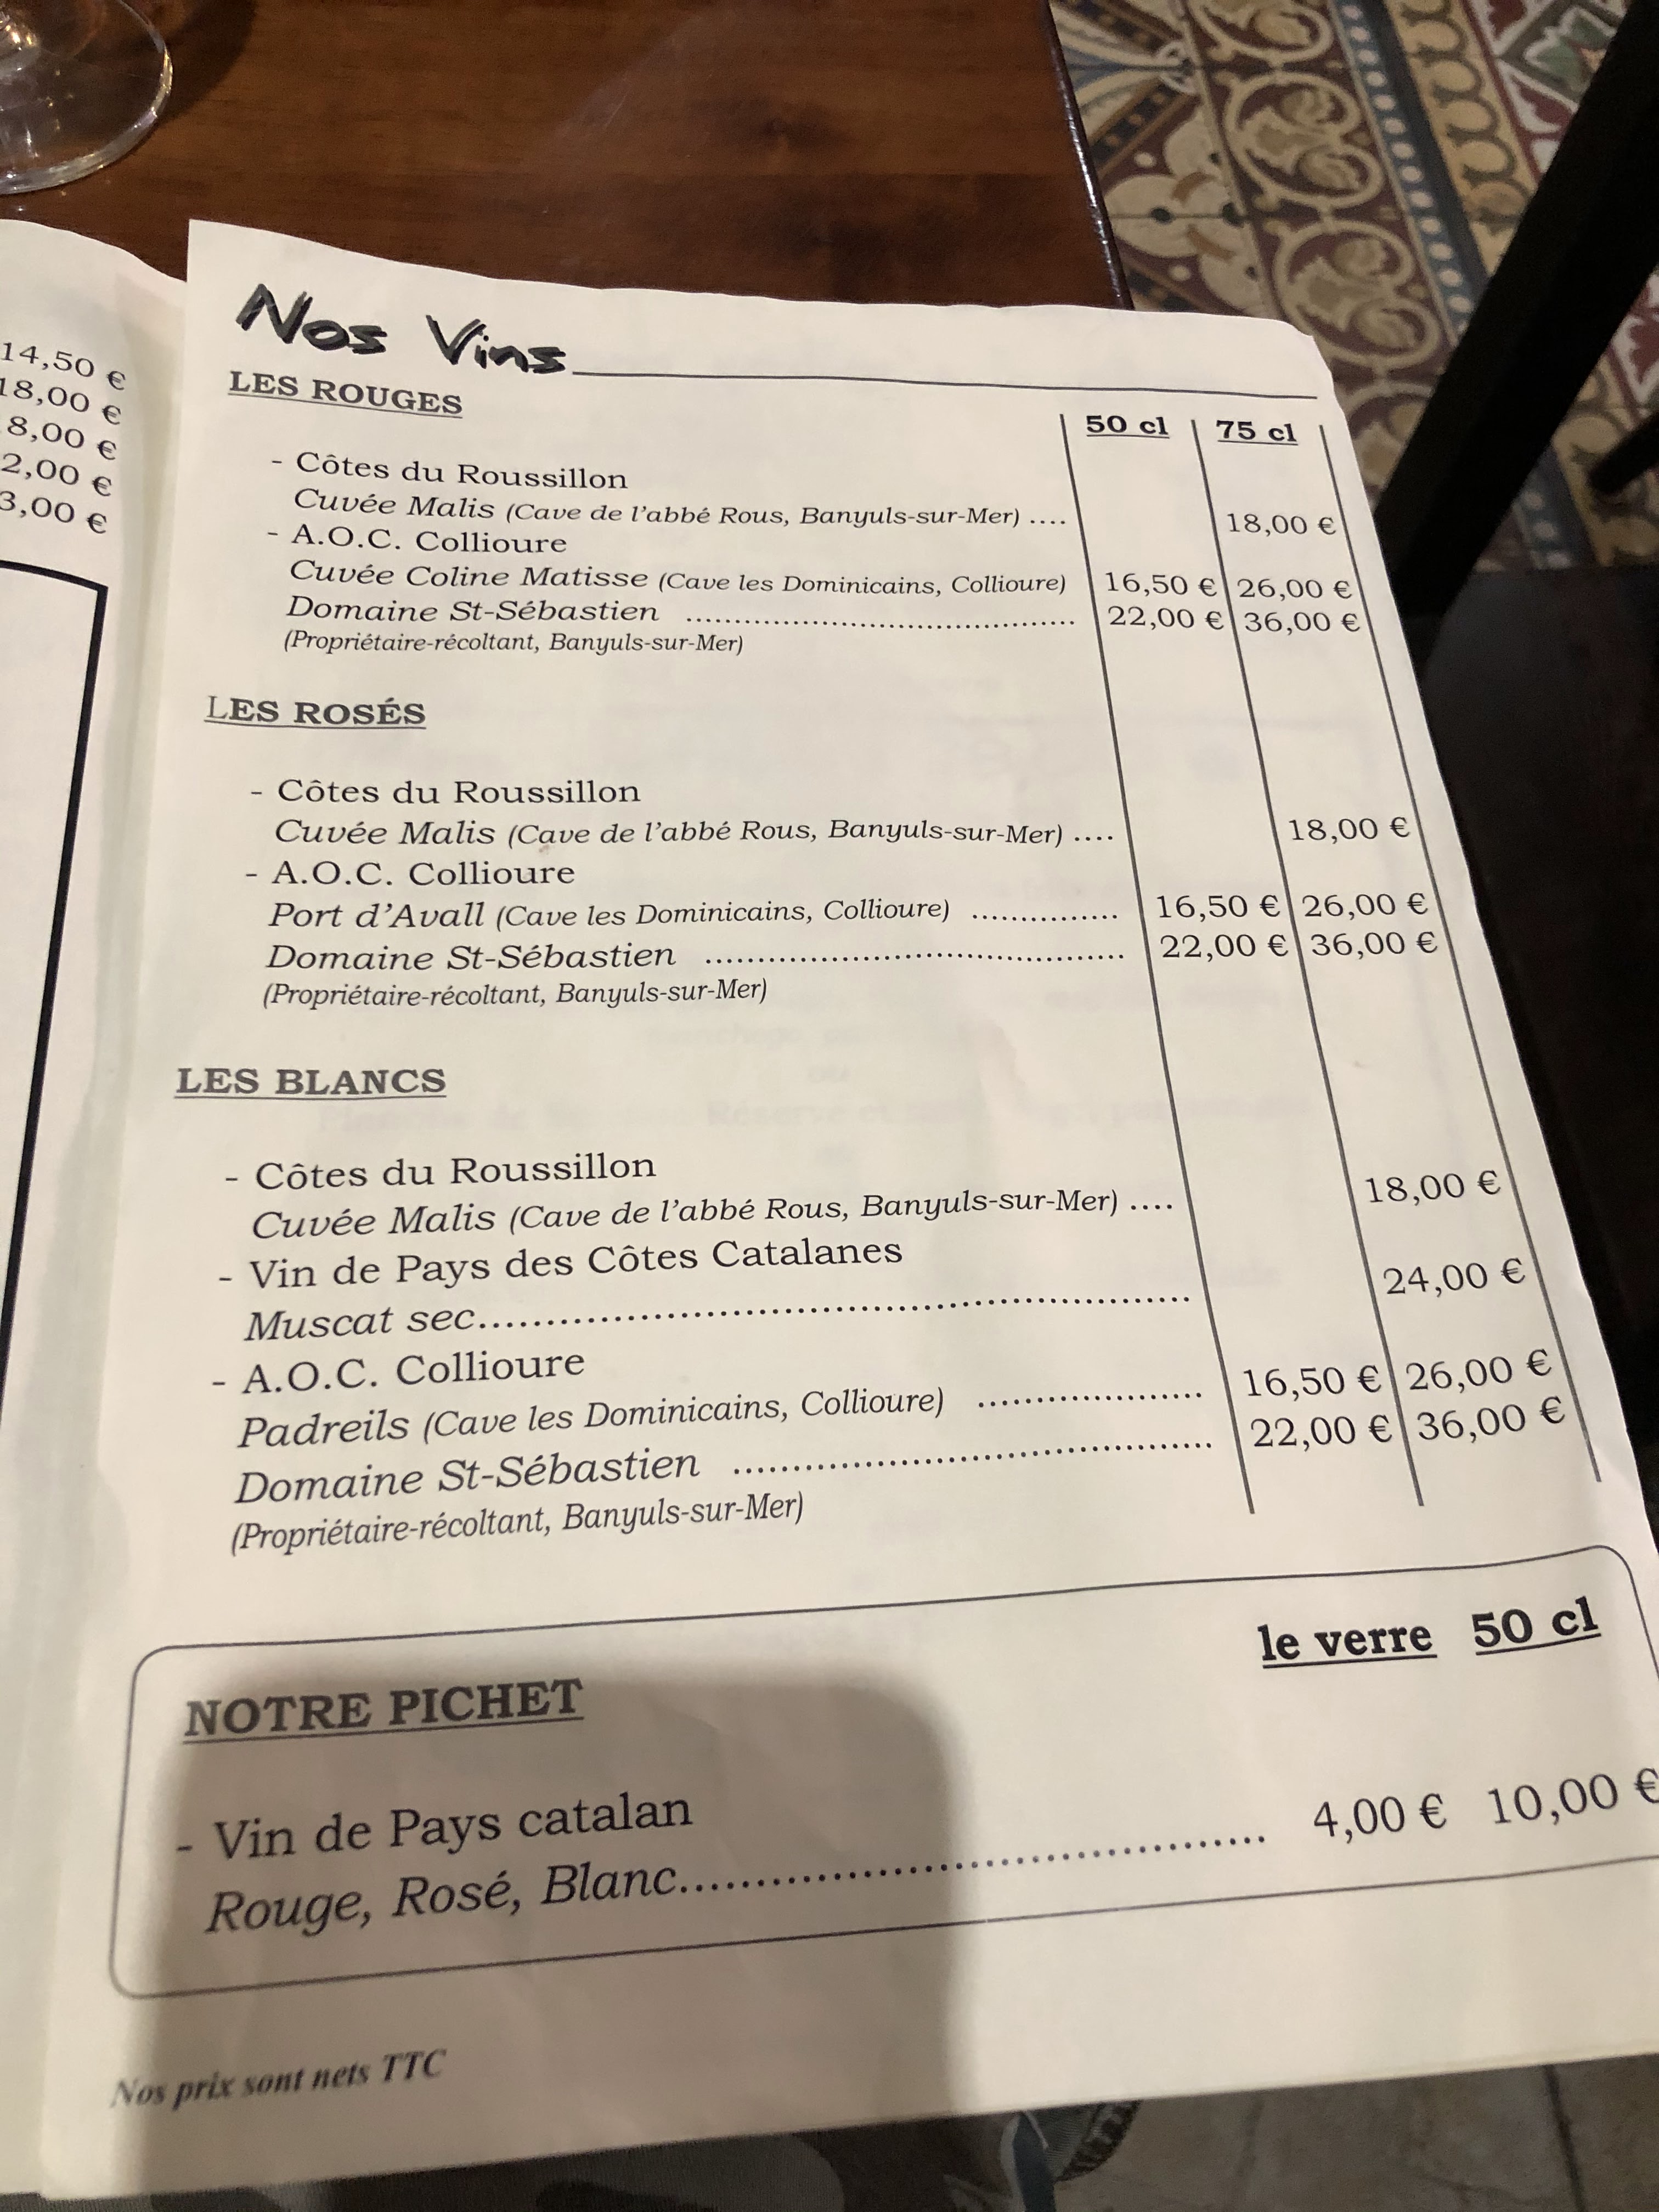 14,50 €
18,00 €
8,00 €
2,00 €
3,00 €
Nos Vins
LES ROUGES
50 cl 75 cl
- Côtes du Roussillon
Cuvée Malis (Cave de l'abbé Rous, Banyuls-sur-Mer) .... 18,00 €
- A.O.C. Collioure
Cuvée Coline Matisse (Cave les Dominicains, Collioure) 16,50 € 26,00 €
Domaine St-Sébastien ........................................ 22,00 € 36,00 €
(Propriétaire-récoltant, Banyuls-sur-Mer)
LES ROSÉS
- Côtes du Roussillon
Cuvée Malis (Cave de l'abbé Rous, Banyuls-sur-Mer) .... 18,00 €
- A.O.C. Collioure
Port d'Avall (Cave les Dominicains, Collioure) ............... 16,50 € 26,00 €
Domaine St-Sébastien ........................................ 22,00 € 36,00 €
(Propriétaire-récoltant, Banyuls-sur-Mer)
LES BLANCS
- Côtes du Roussillon
Cuvée Malis (Cave de l'abbé Rous, Banyuls-sur-Mer) .... 18,00 €
- Vin de Pays des Côtes Catalanes
Muscat sec............................................................ 24,00 €
- A.O.C. Collioure
Padreils (Cave les Dominicains, Collioure) ................... 16,50 € 26,00 €
Domaine St-Sébastien ........................................ 22,00 € 36,00 €
(Propriétaire-récoltant, Banyuls-sur-Mer)
le verre 50 cl
NOTRE PICHET
- Vin de Pays catalan
Rouge, Rosé, Blanc............................................. 4,00 € 10,00 €
Nos prix sont nets TTC